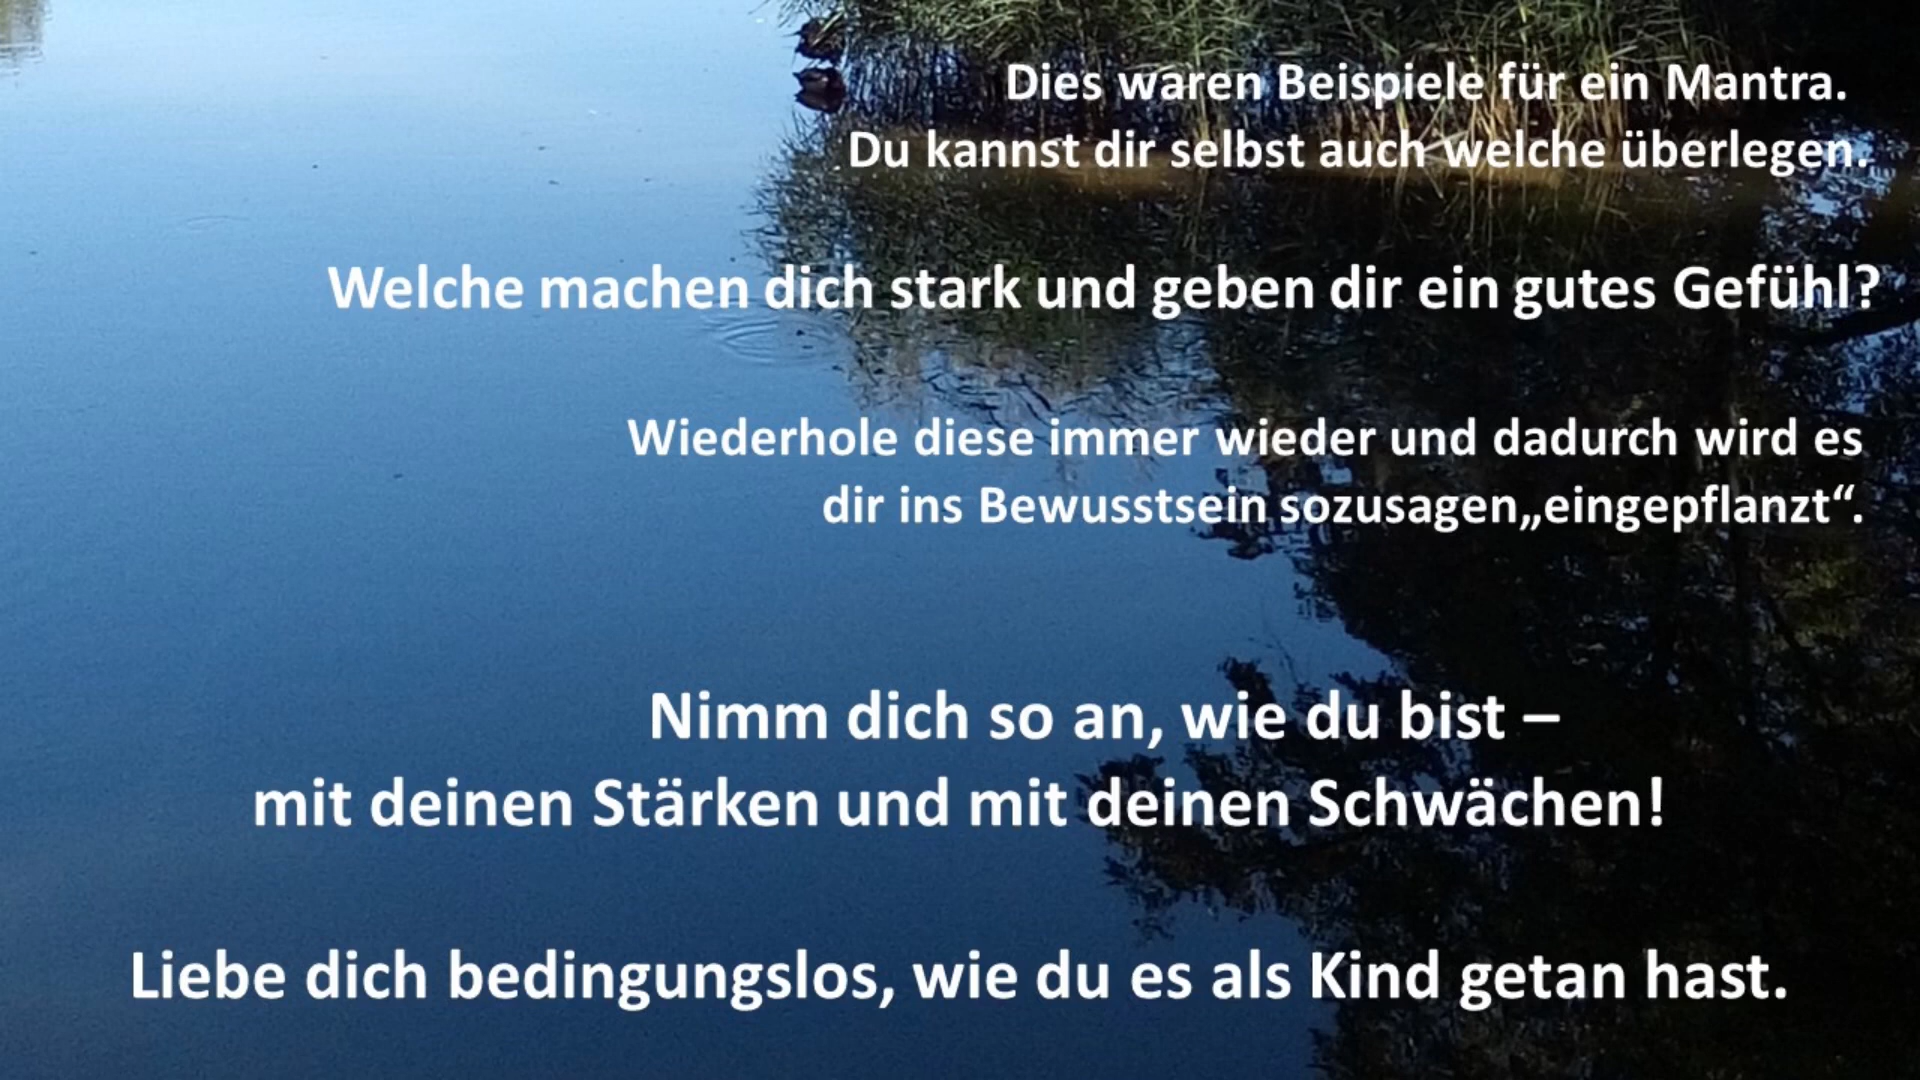 Dies waren Beispiele für ein Mantra.
Du kannst dir selbst auch welche überlegen.
Welche machen dich stark und geben dir ein gutes Gefühl?
Wiederhole diese immer wieder und dadurch wird es
dir ins Bewusstsein sozusagen„eingepflanzt“.
Nimm dich so an, wie du bist –
mit deinen Stärken und mit deinen Schwächen!
Liebe dich bedingungslos, wie du es als Kind getan hast.